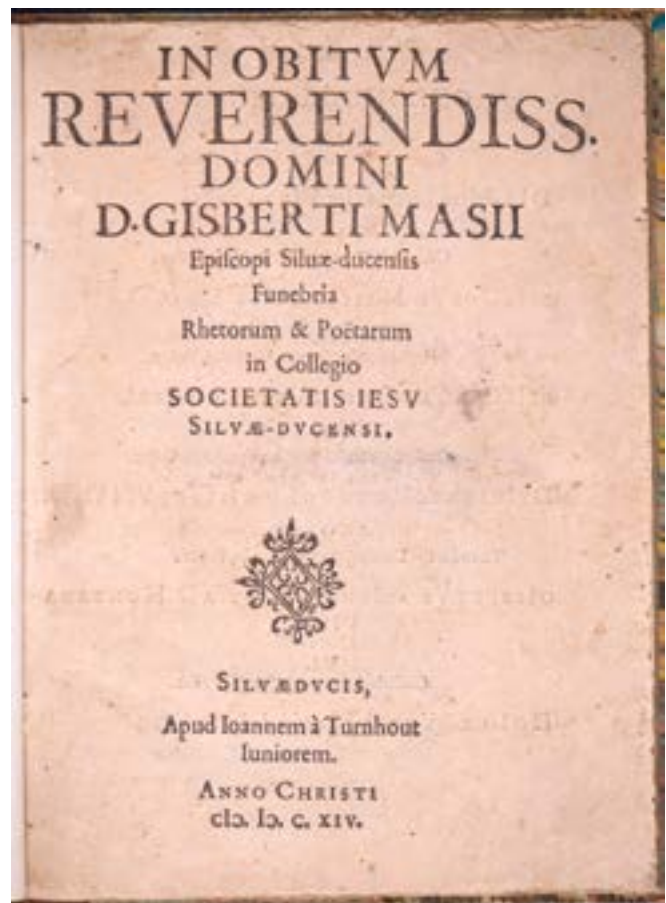 IN OBITVM
REVERENDISS.
DOMINI
D. GISBERTI MASII
Epiſcopi Siluæ-ducenſis
Funebria
Rhetorum & Poëtarum
in Collegio
SOCIETATIS IESV
SILVÆ-DVCENSI.
SILVÆDVCIS,
Apud Ioannem à Turnhout
Iuniorem.
ANNO CHRISTI
cIↄ. Iↄ. C. XIV.